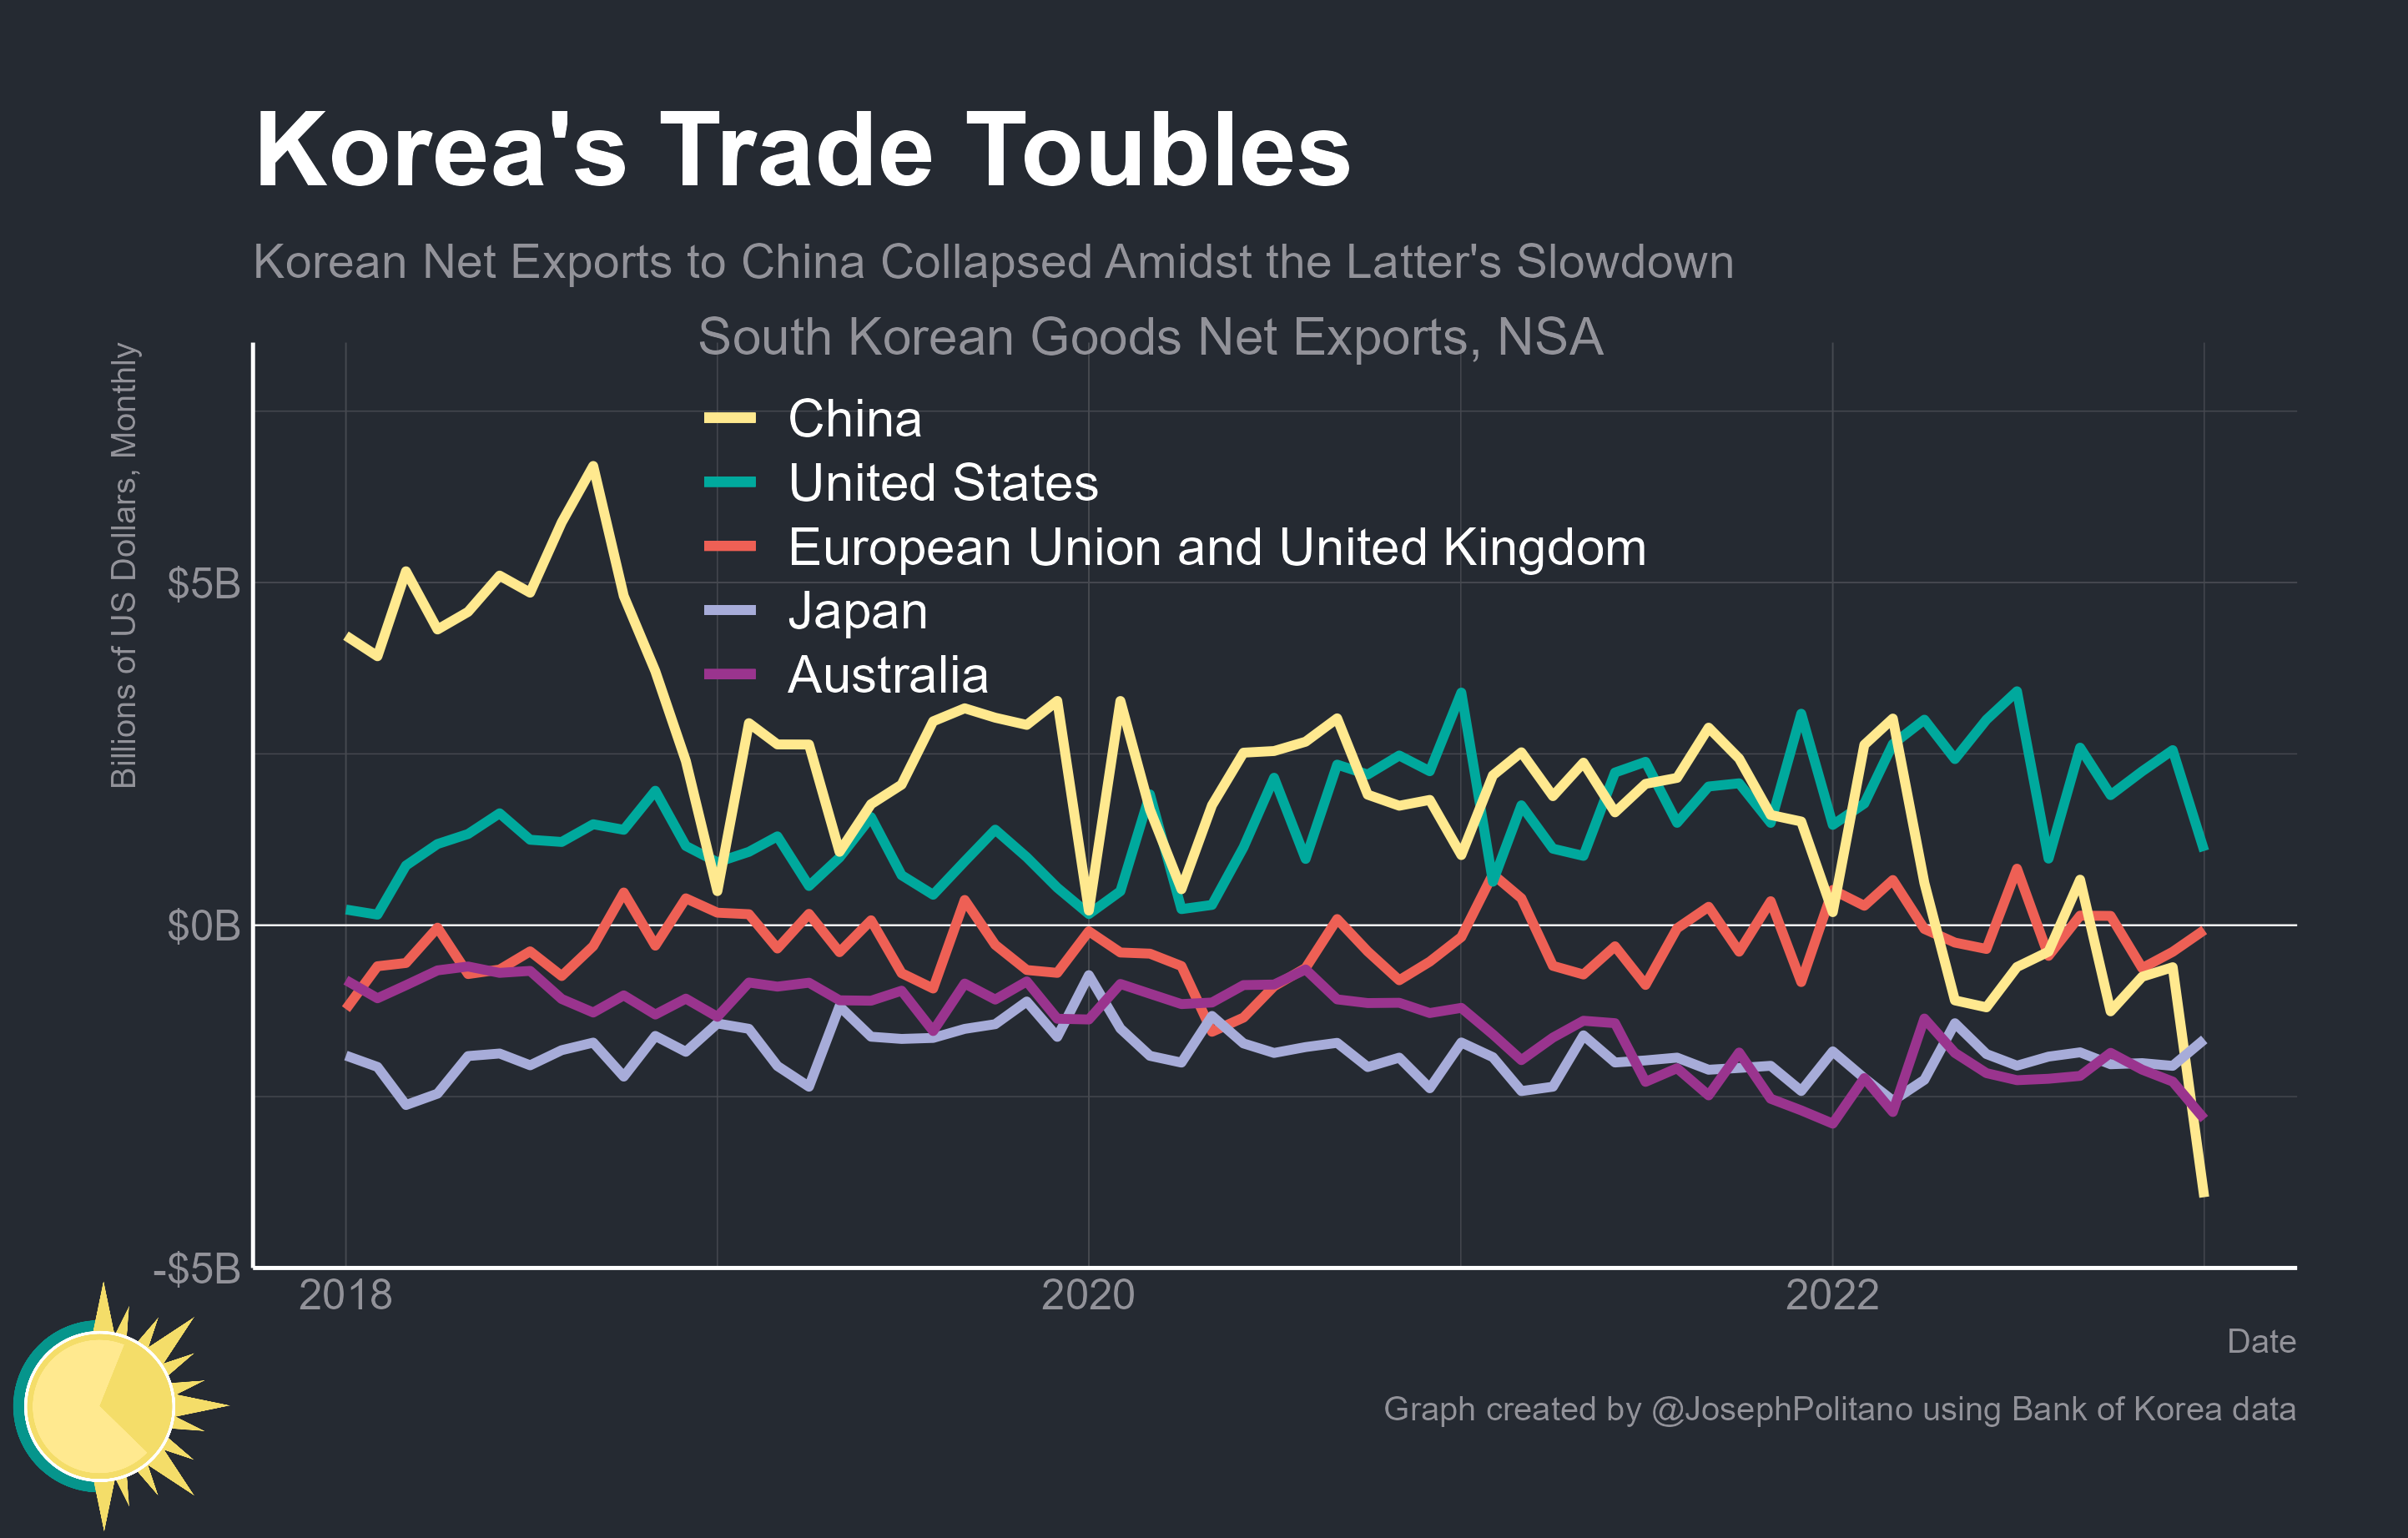 Korea's Trade Toubles
Korean Net Exports to China Collapsed Amidst the Latter's Slowdown
South Korean Goods Net Exports, NSA
Billions of US Dollars, Monthly
China
United States
European Union and United Kingdom
Japan
Australia
$5B
$0B
-$5B
2018
2020
2022
Date
Graph created by @JosephPolitano using Bank of Korea data